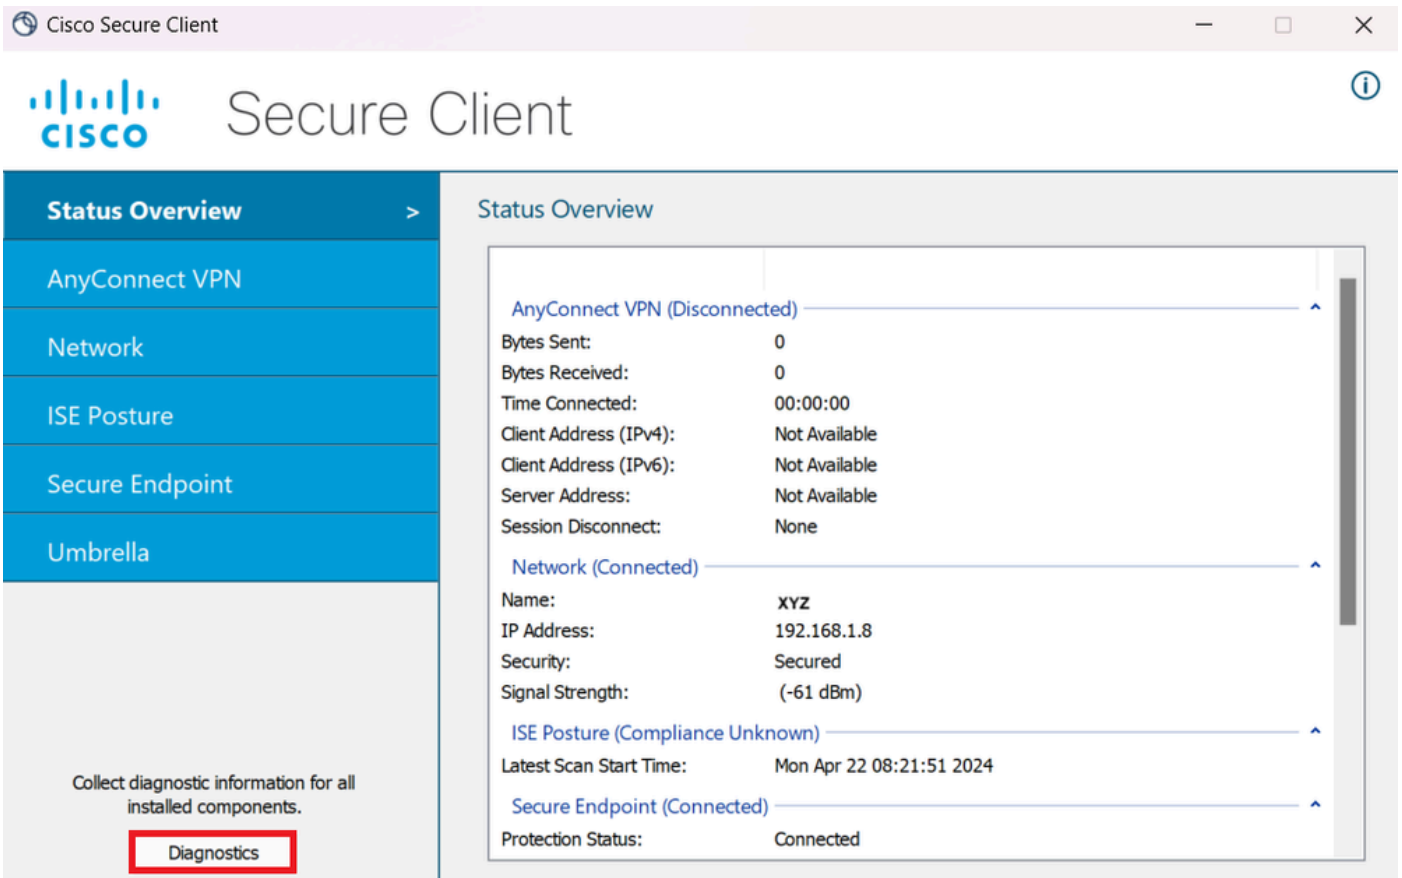 Cisco Secure Client
CISCO
Secure Client
Status Overview >
AnyConnect VPN
Network
ISE Posture
Secure Endpoint
Umbrella
Collect diagnostic information for all
installed components.
Diagnostics
Status Overview
AnyConnect VPN (Disconnected)
Bytes Sent: 0
Bytes Received: 0
Time Connected: 00:00:00
Client Address (IPv4): Not Available
Client Address (IPv6): Not Available
Server Address: Not Available
Session Disconnect: None
Network (Connected)
Name: XYZ
IP Address: 192.168.1.8
Security: Secured
Signal Strength: (-61 dBm)
ISE Posture (Compliance Unknown)
Latest Scan Start Time: Mon Apr 22 08:21:51 2024
Secure Endpoint (Connected)
Protection Status: Connected